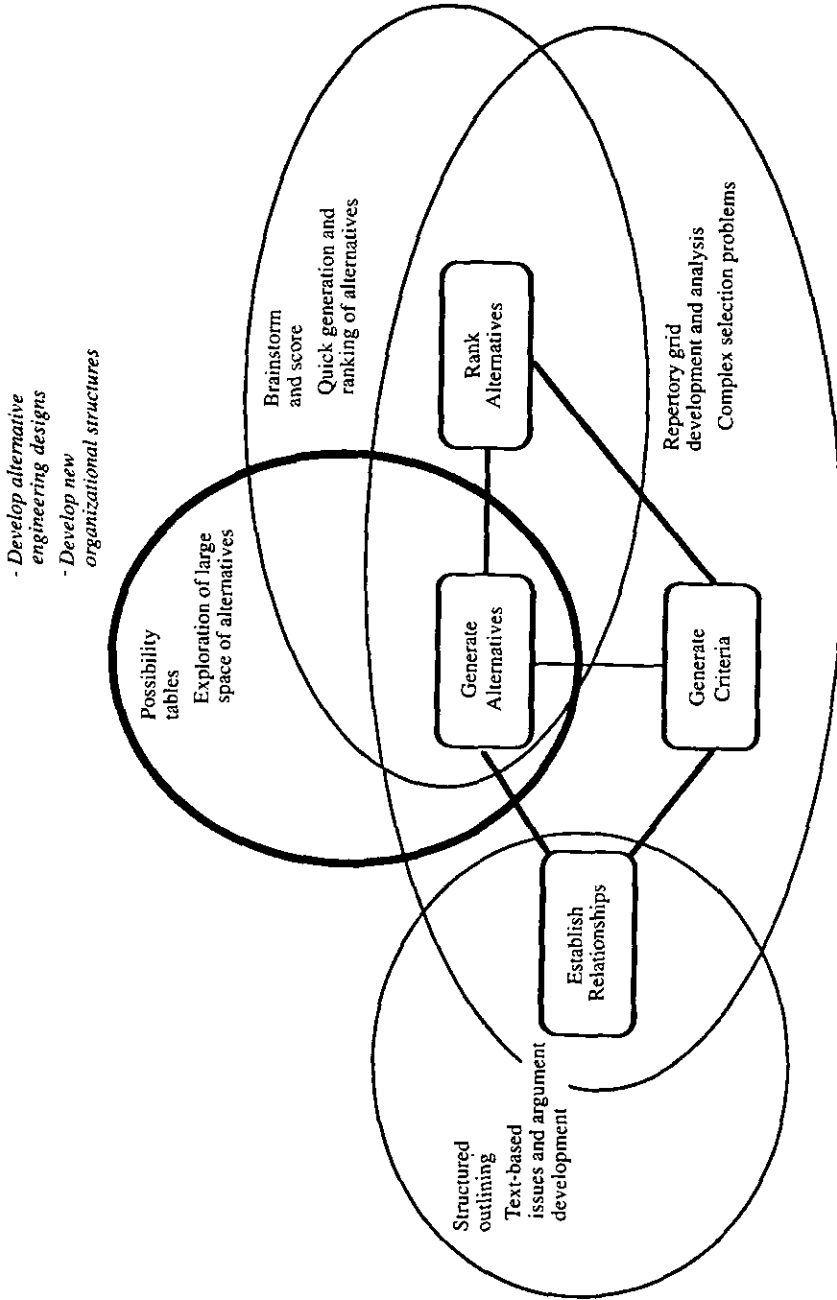 - Develop alternative
engineering designs
- Develop new
organizational structures
Possibility
tables
Exploration of large
space of alternatives
Brainstorm
and score
Quick generation and
ranking of alternatives
Structured
outlining
Text-based
issues and argument
development
Generate
Alternatives
Rank
Alternatives
Establish
Relationships
Generate
Criteria
Repertory grid
development and analysis
Complex selection problems